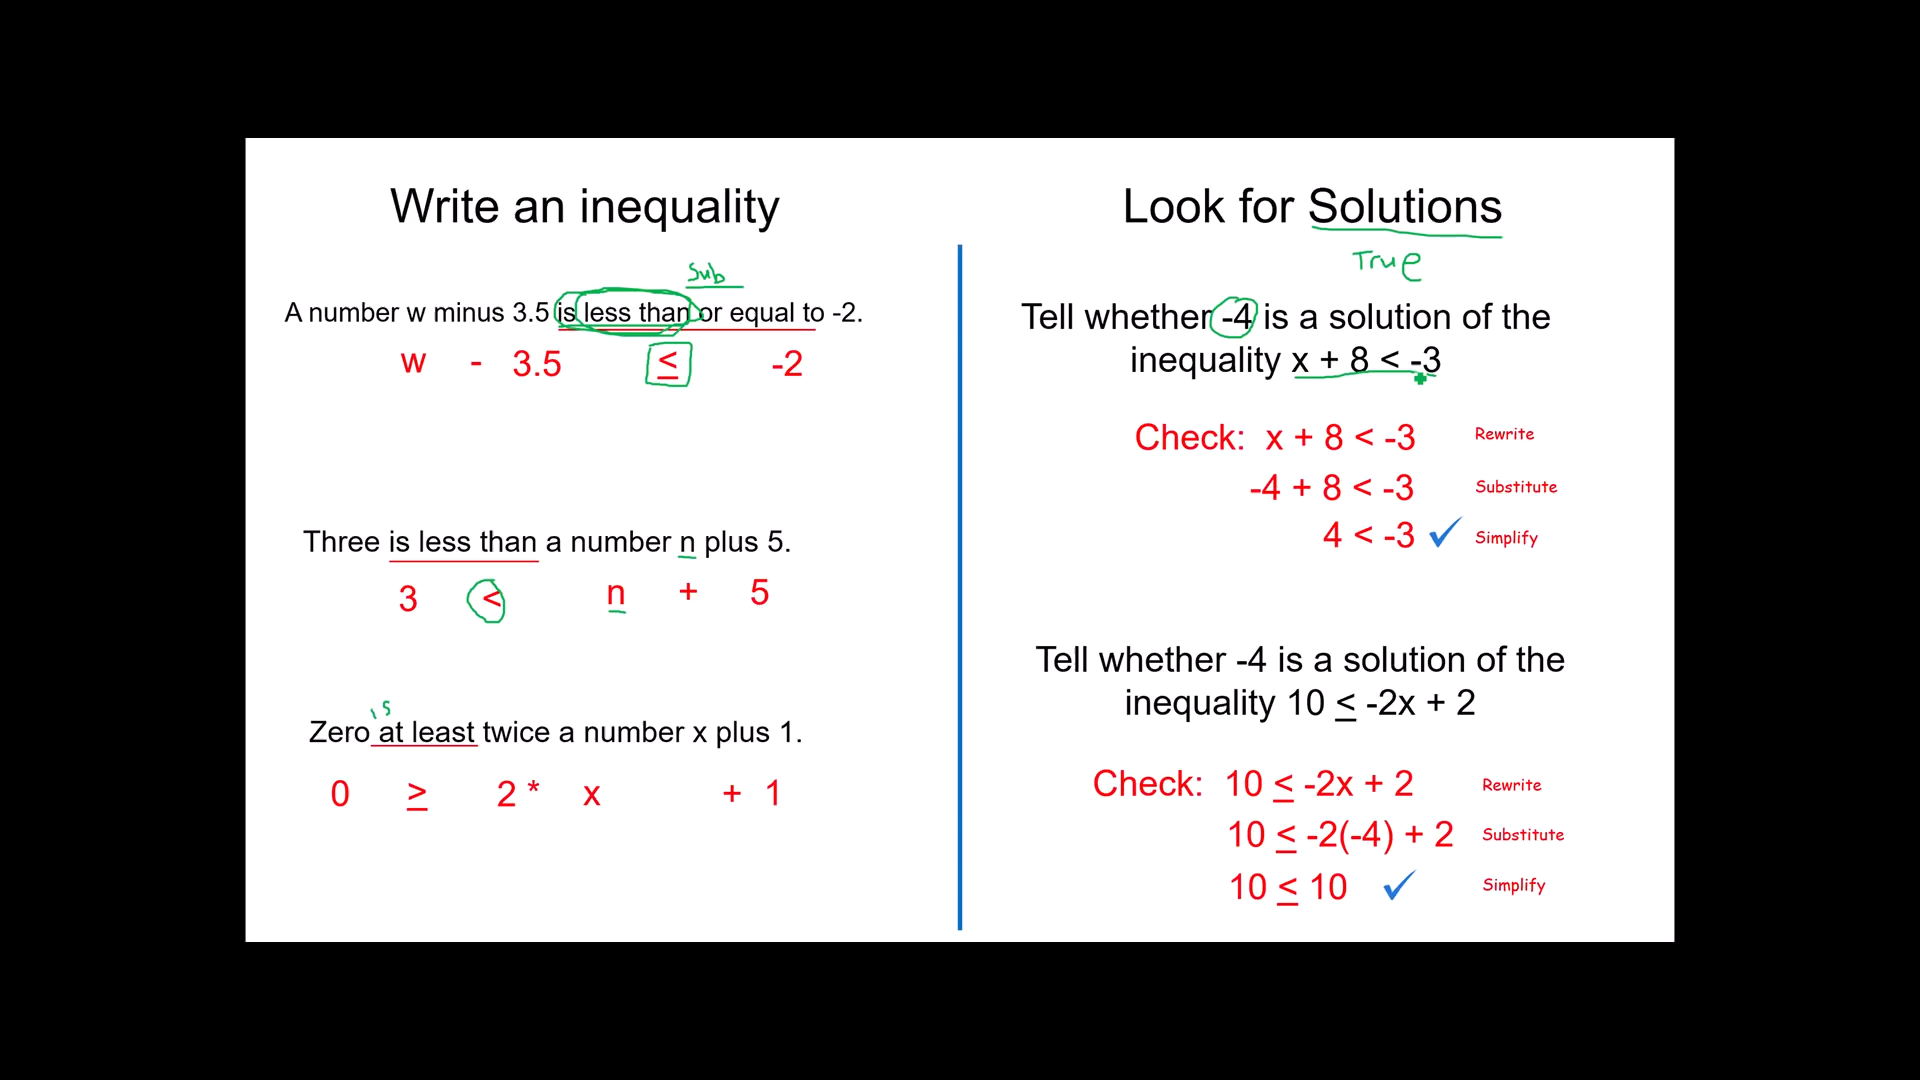 Write an inequality
Sub
A number w minus 3.5 is less than or equal to -2.
w - 3.5 ≤ -2
Three is less than a number n plus 5.
3 < n + 5
is
Zero at least twice a number x plus 1.
0 ≥ 2 * x + 1
Look for Solutions
True
Tell whether -4 is a solution of the
inequality x + 8 < -3
Check: x + 8 < -3 Rewrite
-4 + 8 < -3 Substitute
4 < -3 ✓ Simplify
Tell whether -4 is a solution of the
inequality 10 ≤ -2x + 2
Check: 10 ≤ -2x + 2 Rewrite
10 ≤ -2(-4) + 2 Substitute
10 ≤ 10 ✓ Simplify